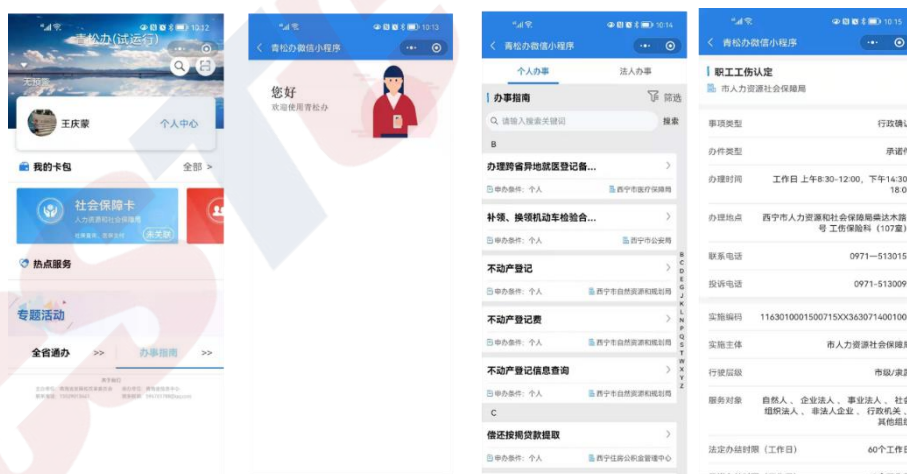 10:12
青松办(试运行)
无锡市
王庆蒙
个人中心
我的卡包
全部 >
社会保障卡
人力资源和社会保障局
未关联
热点服务
专题活动
全省通办 >>
办事指南 >>
10:13
青松办微信小程序
您好
欢迎使用青松办
10:14
青松办微信小程序
个人办事
法人办事
办事指南
筛选
请输入搜索关键词
搜索
B
办理跨省异地就医登记备...
申办条件：个人
西宁市医疗保障局
补领、换领机动车检验合...
申办条件：个人
西宁市公安局
不动产登记
申办条件：个人
西宁市自然资源和规划局
不动产登记费
申办条件：个人
西宁市自然资源和规划局
不动产登记信息查询
申办条件：个人
西宁市自然资源和规划局
C
偿还按揭贷款提取
申办条件：个人
西宁住房公积金管理中心
B
C
D
E
G
J
K
L
N
P
Q
S
T
W
X
Y
Z
10:15
青松办微信小程序
职工工伤认定
市人力资源社会保障局
事项类型
行政确认
办件类型
承诺件
办理时间
工作日 上午8:30-12:00，下午14:30
18:0
办理地点
西宁市人力资源和社会保障局柴达木路
号 工伤保险科（107室）
联系电话
0971—513015
投诉电话
0971-513009
实施编码
1163010001500715XX363071400100
实施主体
市人力资源社会保障局
行使层级
市级/隶属
服务对象
自然人 、 企业法人 、 事业法人 、 社会
组织法人 、 非法人企业 、 行政机关 、
其他组织
法定办结时限（工作日）
60个工作日